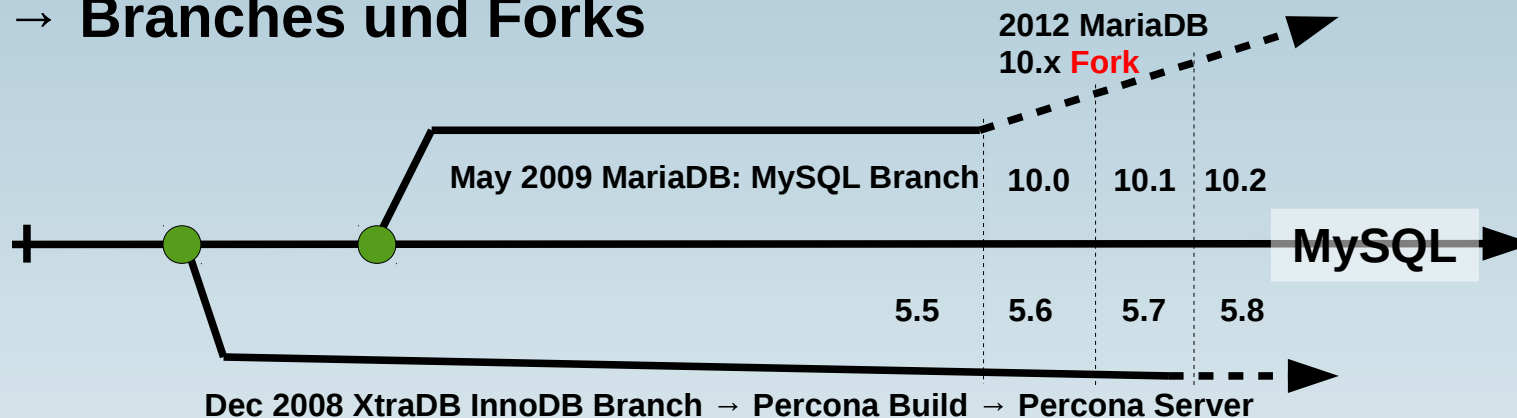 → Branches und Forks
2012 MariaDB
10.x Fork
May 2009 MariaDB: MySQL Branch
10.0 10.1 10.2
MySQL
5.5 5.6 5.7 5.8
Dec 2008 XtraDB InnoDB Branch → Percona Build → Percona Server